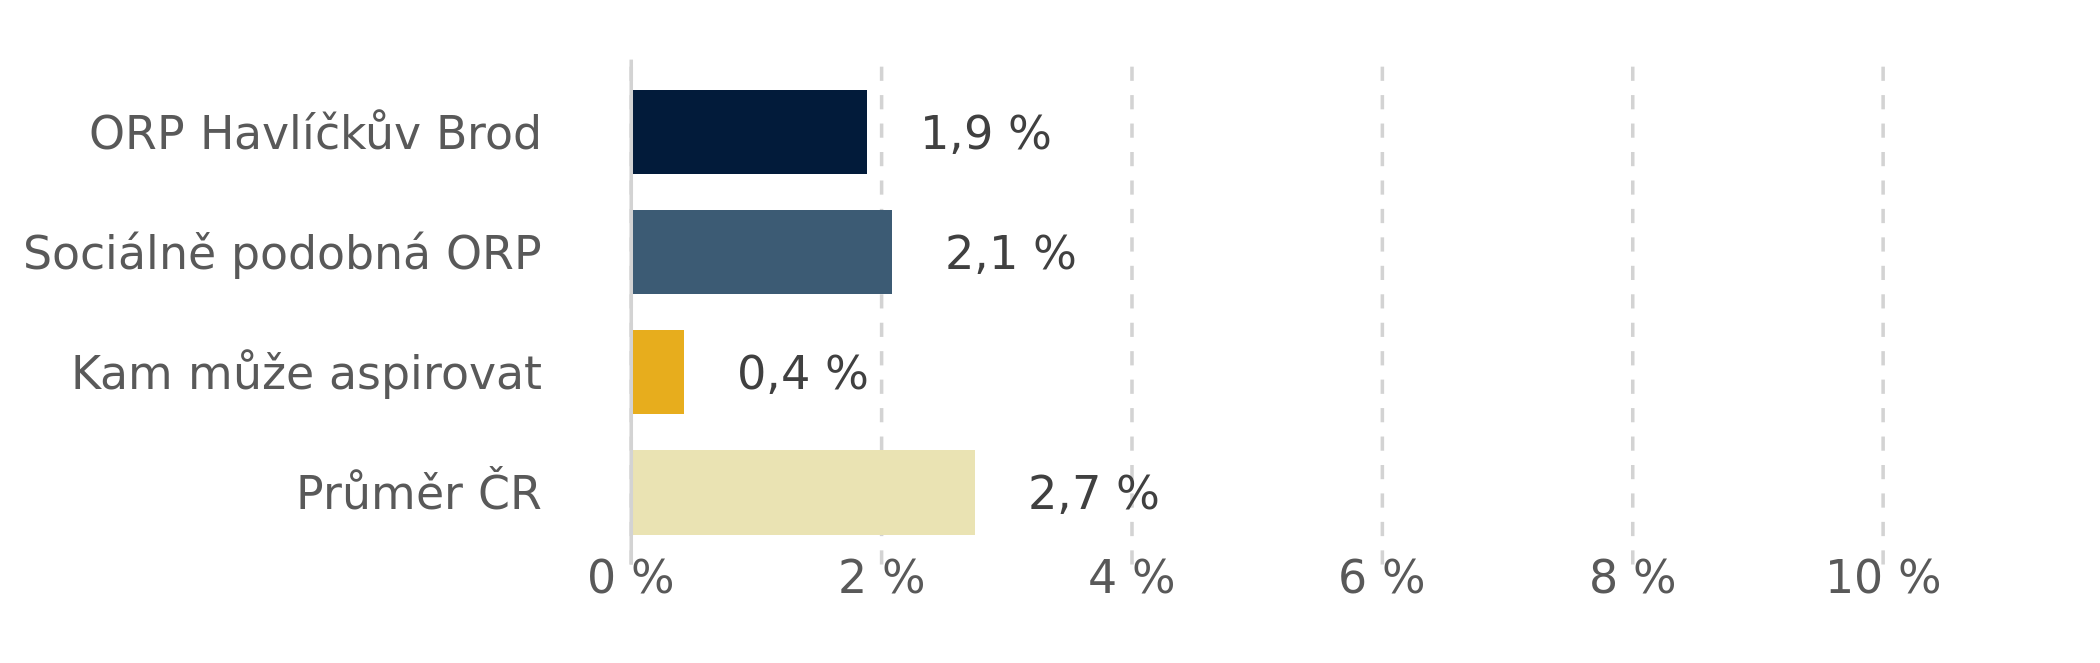 ORP Havlíčkův Brod 1,9 %
Sociálně podobná ORP 2,1 %
Kam může aspirovat 0,4 %
Průměr ČR 2,7 %
0 % 2 % 4 % 6 % 8 % 10 %